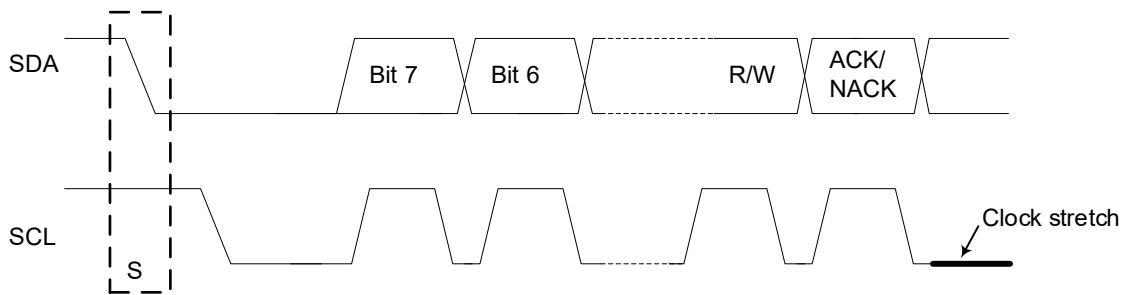 SDA
Bit 7
Bit 6
R/W
ACK/
NACK
SCL
Clock stretch
S